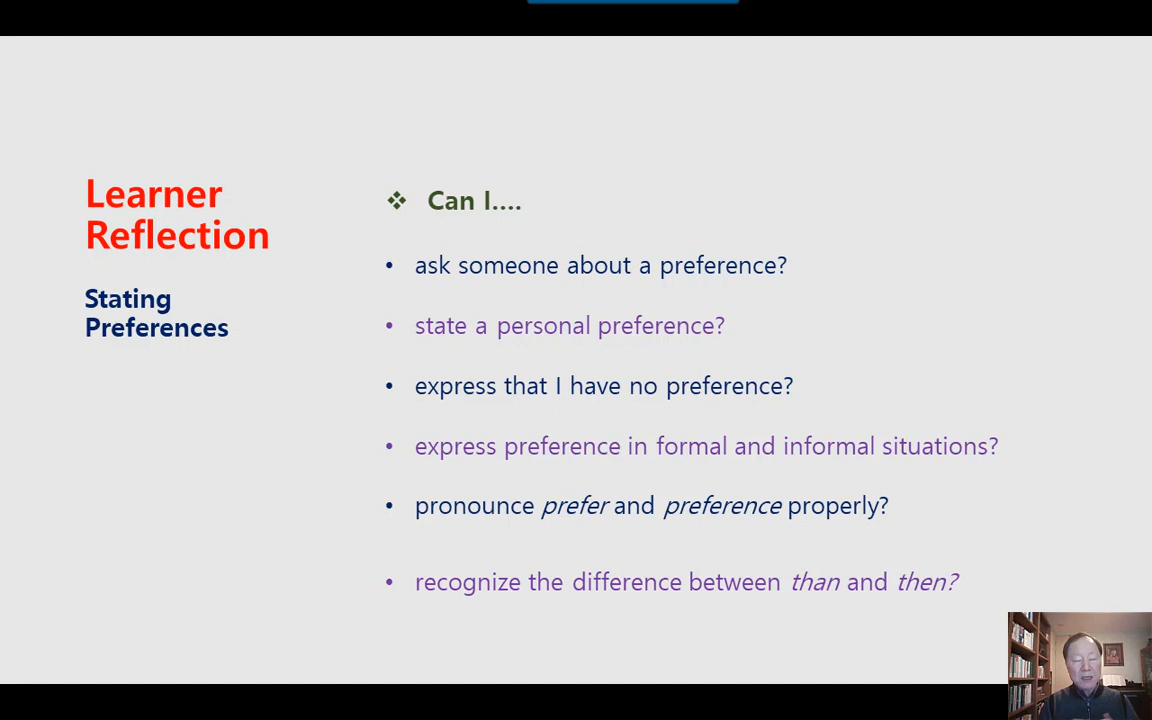 Learner
Reflection
Stating
Preferences
❖ Can I....
• ask someone about a preference?
• state a personal preference?
• express that I have no preference?
• express preference in formal and informal situations?
• pronounce prefer and preference properly?
• recognize the difference between than and then?